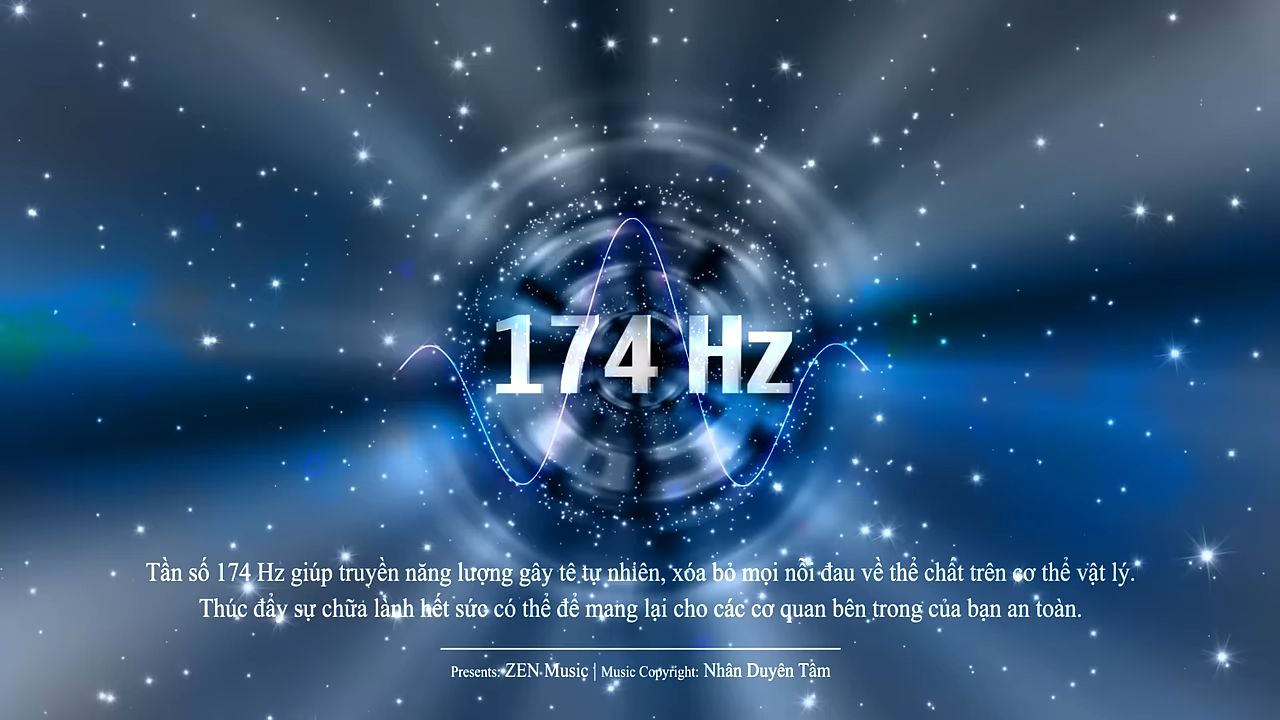 174 Hz
Tần số 174 Hz giúp truyền năng lượng gây tê tự nhiên, xóa bỏ mọi nỗi đau về thể chất trên cơ thể vật lý.
Thúc đẩy sự chữa lành hết sức có thể để mang lại cho các cơ quan bên trong của bạn an toàn.
Presents: ZEN Music | Music Copyright: Nhân Duyên Tầm